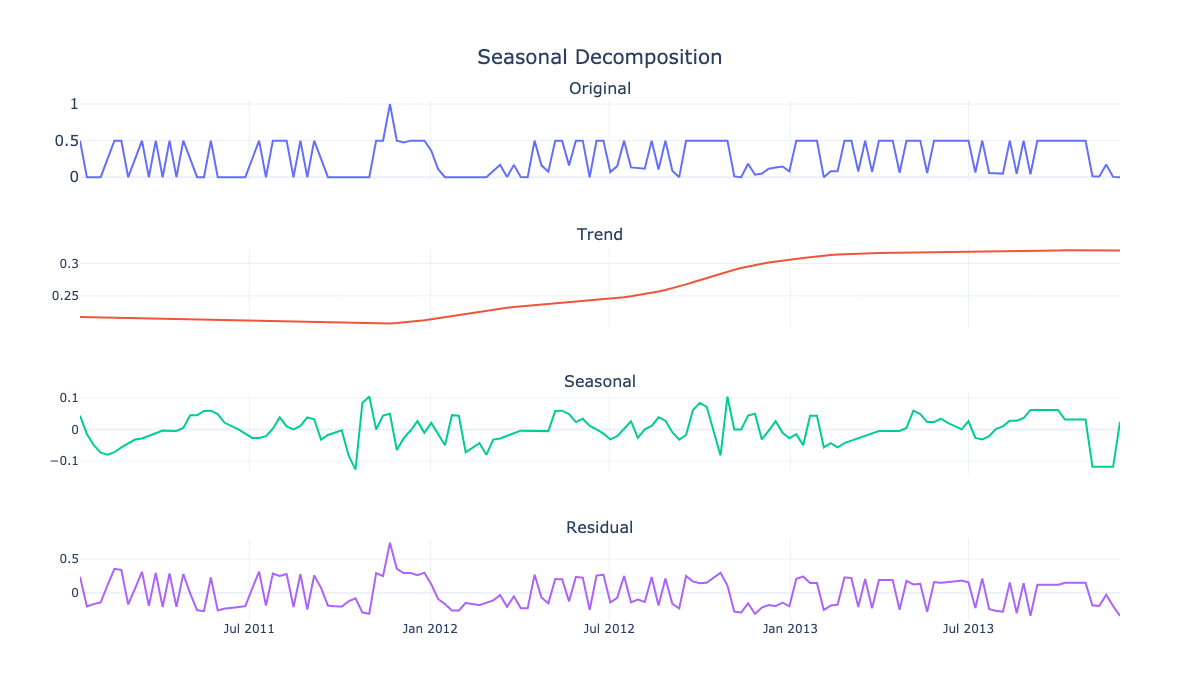 Seasonal Decomposition
Original
1
0.5
0
Trend
0.3
0.25
Seasonal
0.1
0
−0.1
Residual
0.5
0
Jul 2011 Jan 2012 Jul 2012 Jan 2013 Jul 2013